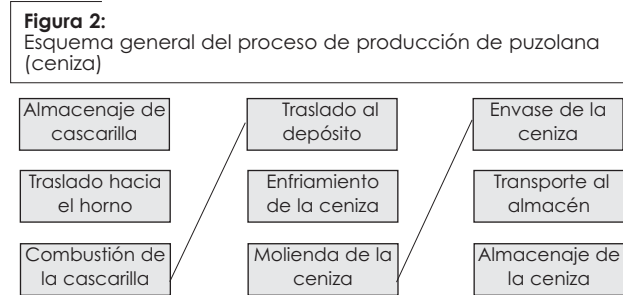 Figura 2:
Esquema general del proceso de producción de puzolana
(ceniza)
Almacenaje de
cascarilla
Traslado hacia
el horno
Combustión de
la cascarilla
Traslado al
depósito
Enfriamiento
de la ceniza
Molienda de la
ceniza
Envase de la
ceniza
Transporte al
almacén
Almacenaje de
la ceniza